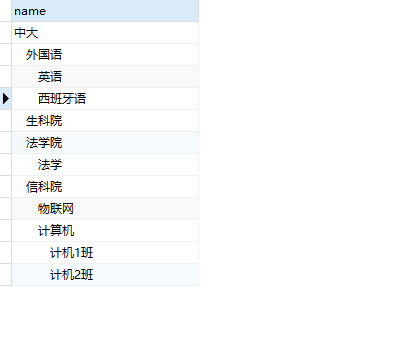 name
中大
外国语
英语
西班牙语
生科院
法学院
法学
信科院
物联网
计算机
计机1班
计机2班